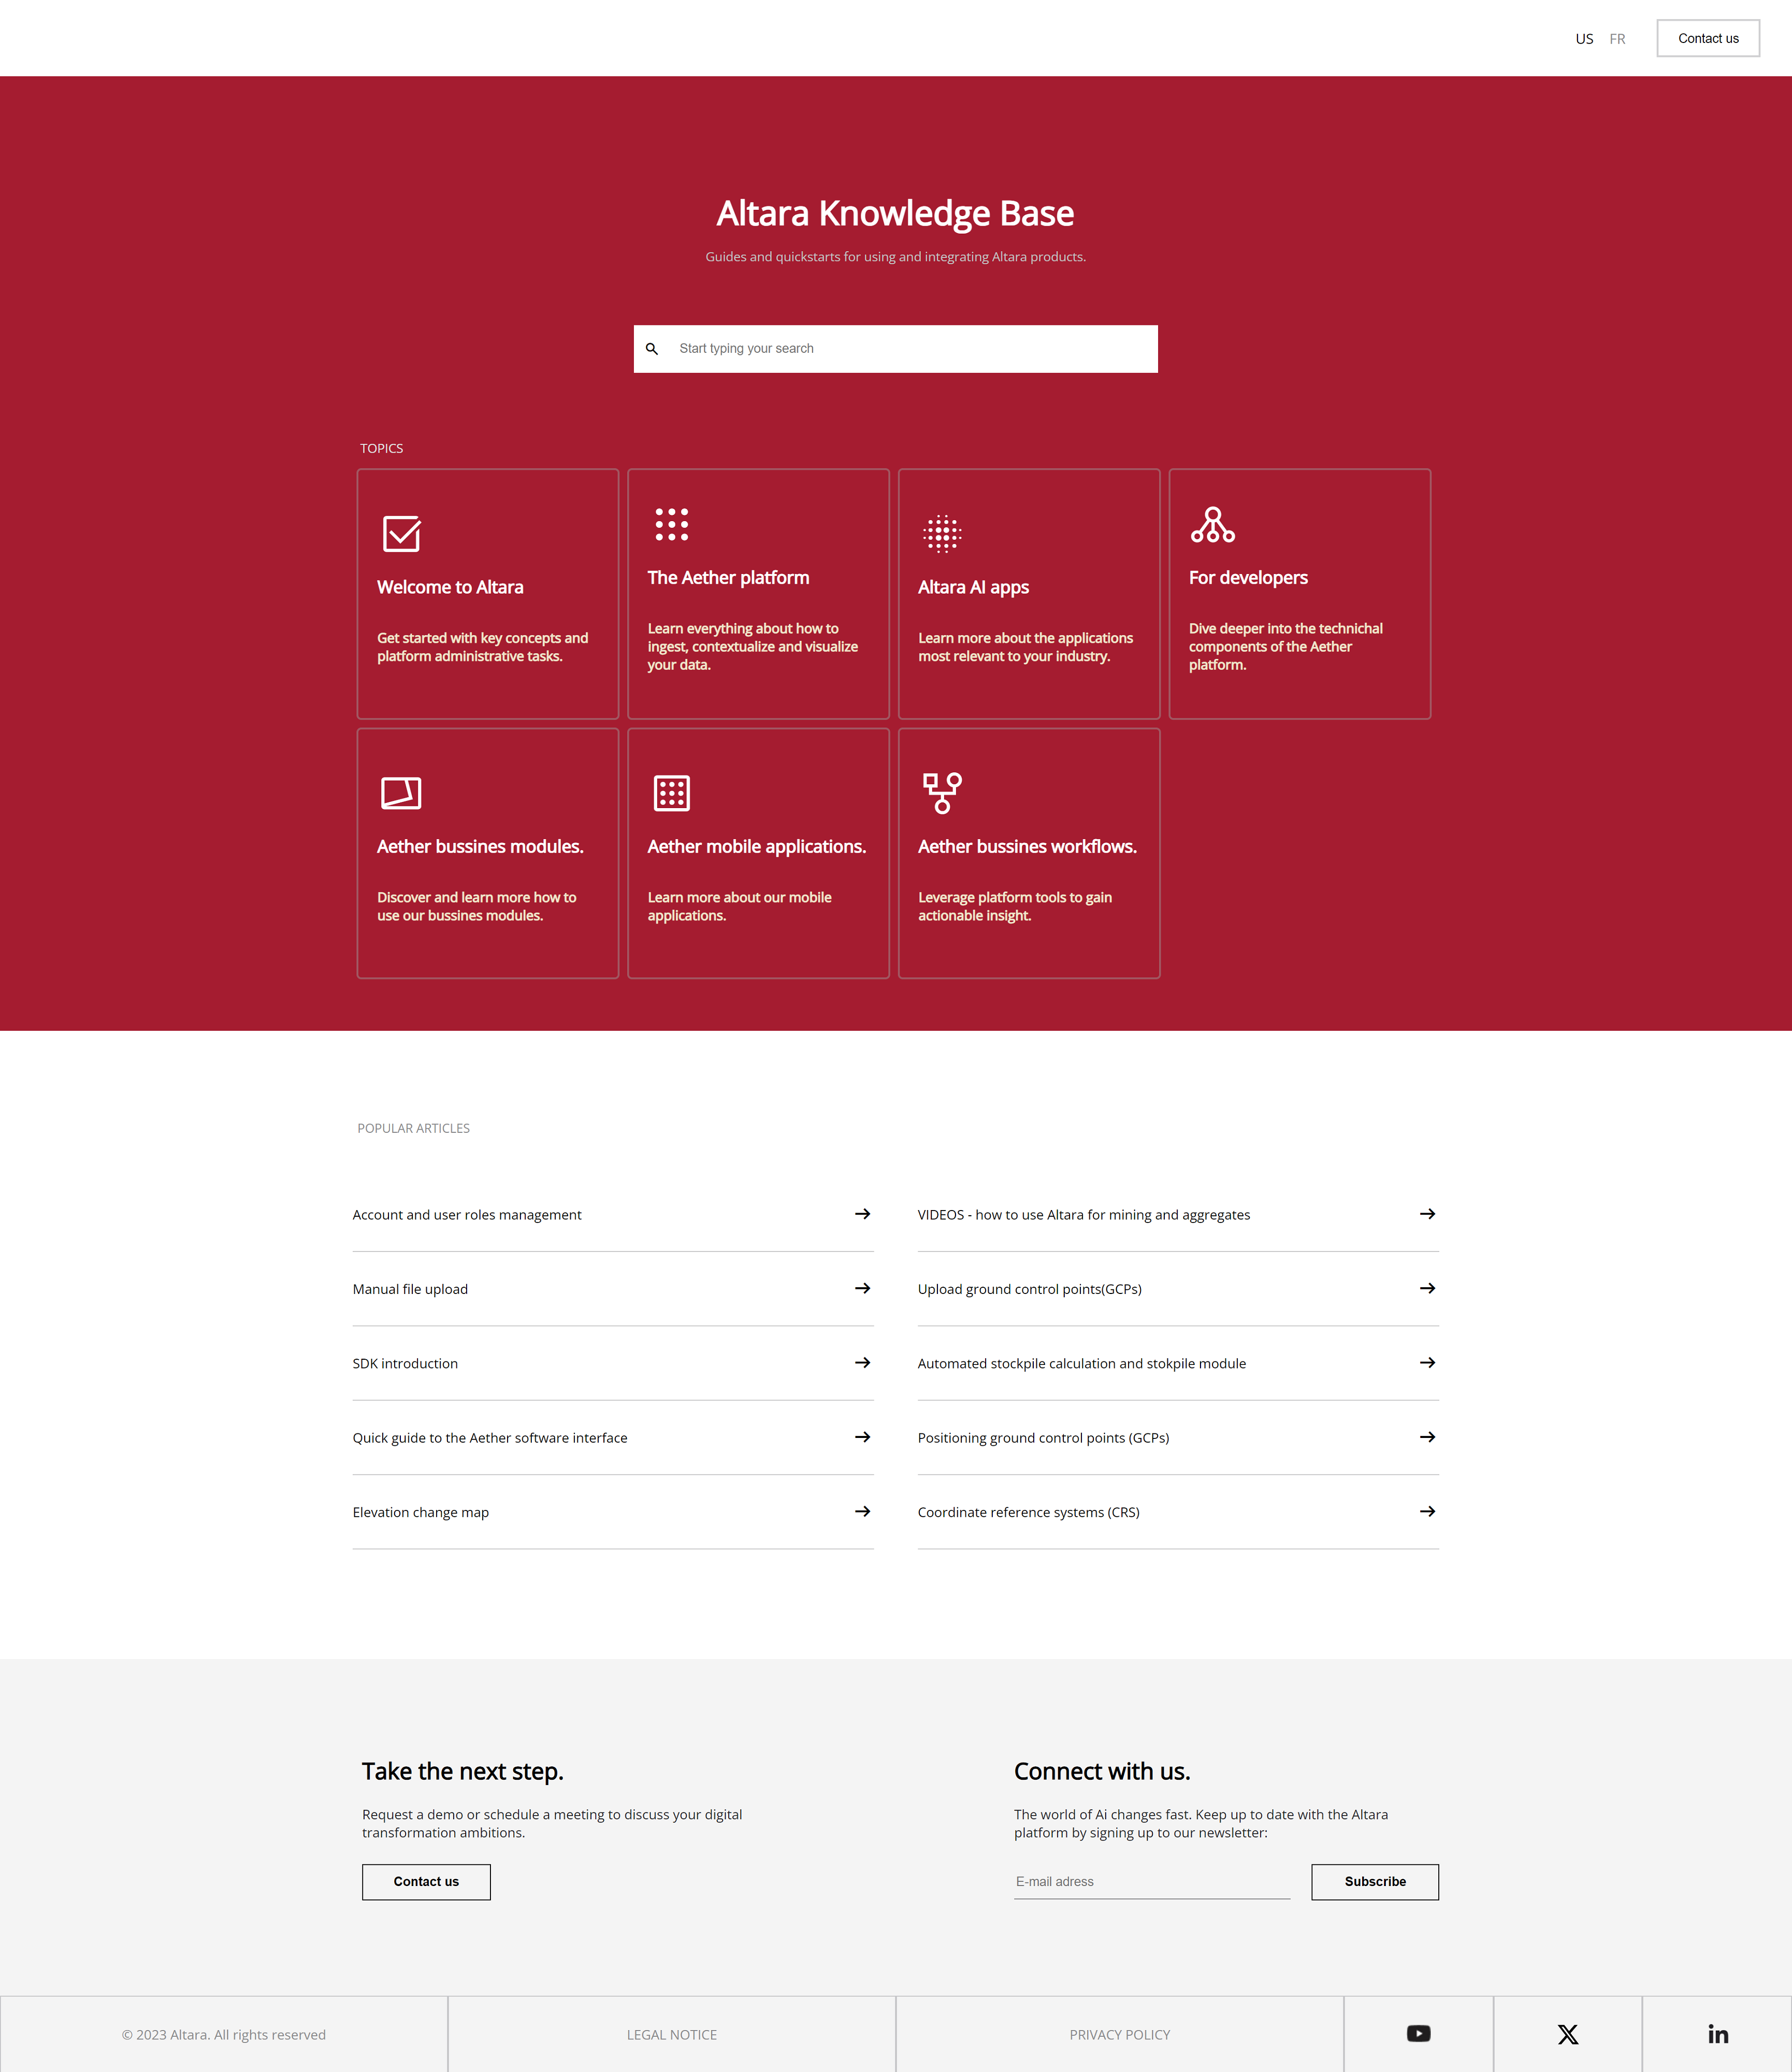 US FR Contact us
Altara Knowledge Base
Guides and quickstarts for using and integrating Altara products.
Start typing your search
TOPICS
Welcome to Altara
Get started with key concepts and
platform administrative tasks.
The Aether platform
Learn everything about how to
ingest, contextualize and visualize
your data.
Altara AI apps
Learn more about the applications
most relevant to your industry.
For developers
Dive deeper into the technichal
components of the Aether
platform.
Aether bussines modules.
Discover and learn more how to
use our bussines modules.
Aether mobile applications.
Learn more about our mobile
applications.
Aether bussines workflows.
Leverage platform tools to gain
actionable insight.
POPULAR ARTICLES
Account and user roles management
VIDEOS - how to use Altara for mining and aggregates
Manual file upload
Upload ground control points(GCPs)
SDK introduction
Automated stockpile calculation and stokpile module
Quick guide to the Aether software interface
Positioning ground control points (GCPs)
Elevation change map
Coordinate reference systems (CRS)
Take the next step.
Request a demo or schedule a meeting to discuss your digital
transformation ambitions.
Contact us
Connect with us.
The world of Ai changes fast. Keep up to date with the Altara
platform by signing up to our newsletter:
E-mail adress
Subscribe
© 2023 Altara. All rights reserved
LEGAL NOTICE
PRIVACY POLICY